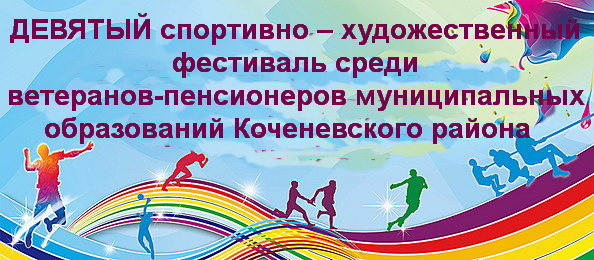 ДЕВЯТЫЙ спортивно – художественный
фестиваль среди
ветеранов-пенсионеров муниципальных
образований Коченевского района